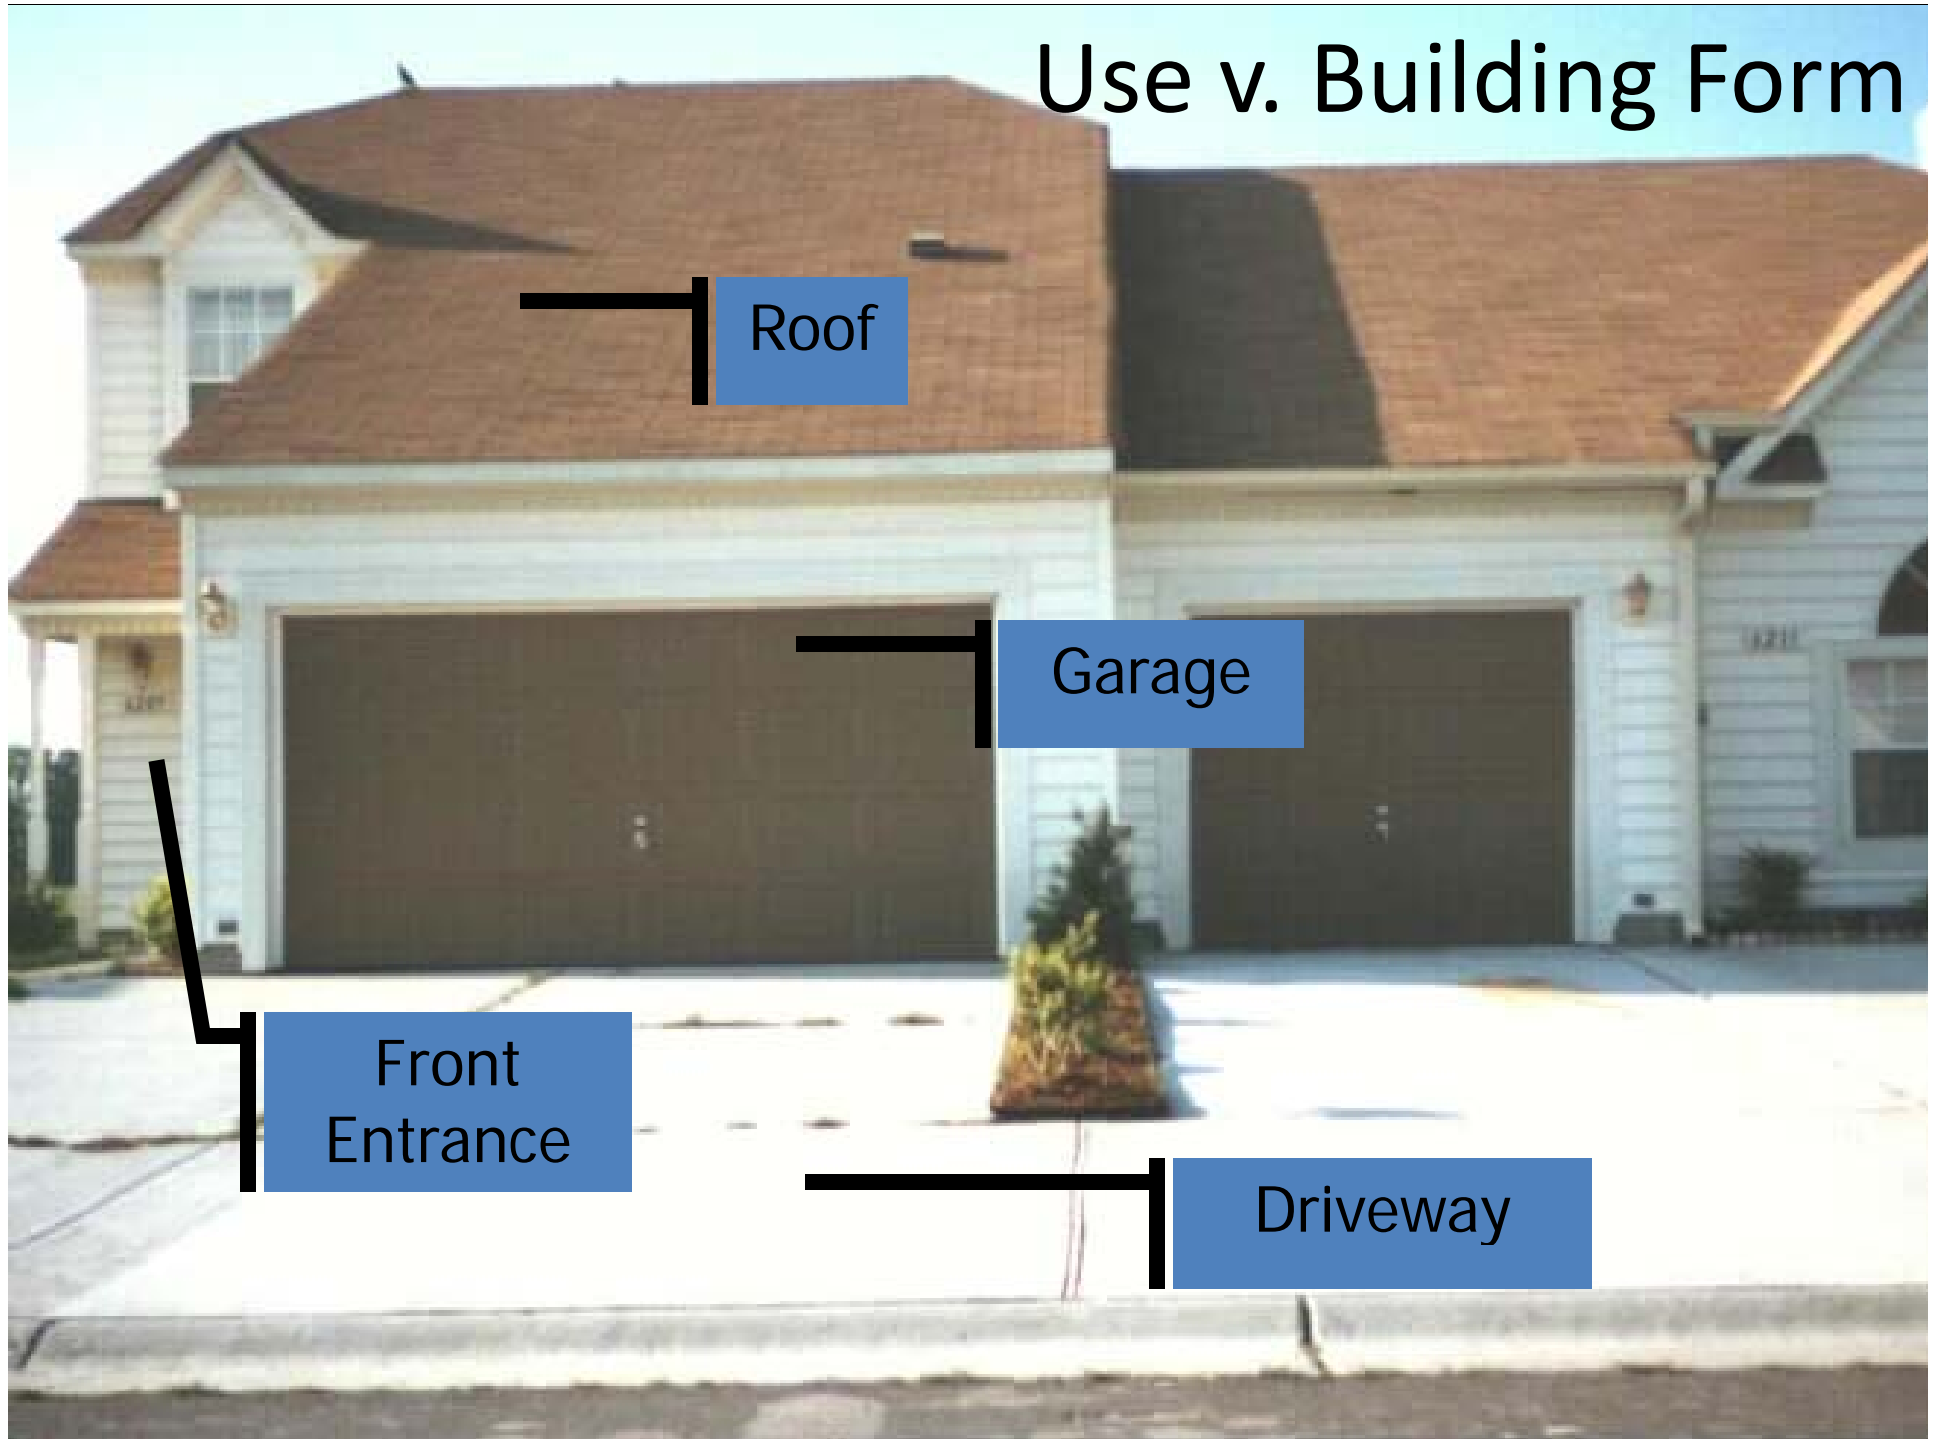 Use v. Building Form
Roof
Garage
Front
Entrance
Driveway